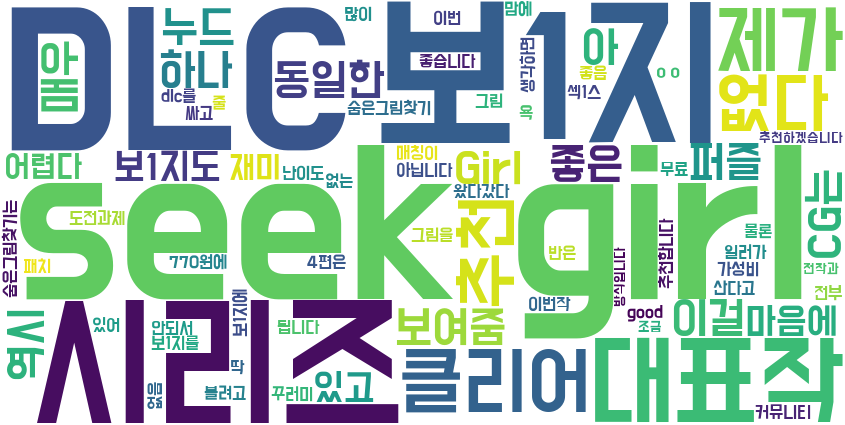 DLC
보1지
제가
없다
누드
하나
아
봄
동일한
많이
이번
맘에
좋습니다
숨은그림찾기
그림
욕
생각하면
좋음
섹1스
아
ㅇㅇ
dlc를
싸고
줄
추천하겠습니다
어렵다
보1지도
재미
난이도
없는
매칭이
아닙니다
Girl
왔다갔다
좋은
무료
퍼즐
seek girl
숨은그림찾기는
도전과제
패치
770원에
4편은
그림을
추천
반은
방식입니다
추천합니다
물론
일러가
가성비
산다고
CG는
전작과
전부
시리즈
역시
있어
안되서
보1지를
보1지에
됩니다
딱
없음
볼려고
꾸러미
있고
보여줌
클리어
이번작
good
조금
이걸
마음에
대표작
커뮤니티